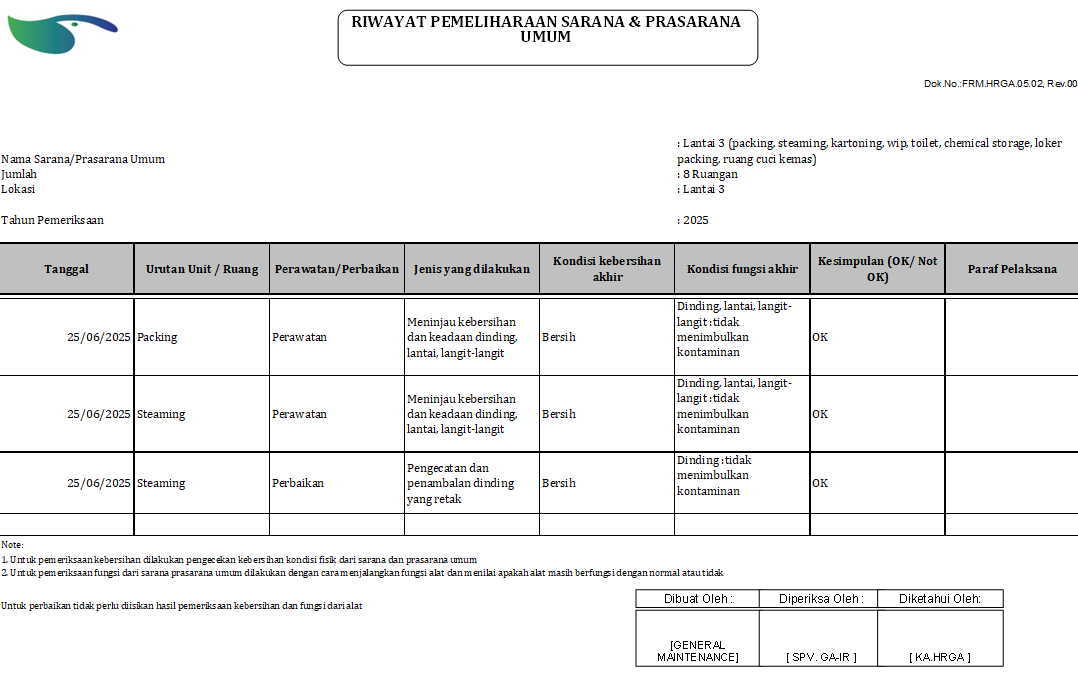 RIWAYAT PEMELIHARAAN SARANA & PRASARANA
UMUM
Dok.No.:FRM.HRGA.05.02, Rev.00
Nama Sarana/Prasarana Umum
: Lantai 3 (packing, steaming, kartoning, wip, toilet, chemical storage, loker
packing, ruang cuci kemas)
Jumlah
: 8 Ruangan
Lokasi
: Lantai 3
Tahun Pemeriksaan
: 2025
Tanggal
Urutan Unit / Ruang
Perawatan/Perbaikan
Jenis yang dilakukan
Kondisi kebersihan
akhir
Kondisi fungsi akhir
Kesimpulan (OK/ Not
OK)
Paraf Pelaksana
25/06/2025
Packing
Perawatan
Meninjau kebersihan
dan keadaan dinding,
lantai, langit-langit
Bersih
Dinding, lantai, langit-
langit :tidak
menimbulkan
kontaminan
OK
25/06/2025
Steaming
Perawatan
Meninjau kebersihan
dan keadaan dinding,
lantai, langit-langit
Bersih
Dinding, lantai, langit-
langit :tidak
menimbulkan
kontaminan
OK
25/06/2025
Steaming
Perbaikan
Pengecatan dan
penambalan dinding
yang retak
Bersih
Dinding :tidak
menimbulkan
kontaminan
OK
Note:
1. Untuk pemeriksaan kebersihan dilakukan pengecekan kebersihan kondisi fisik dari sarana dan prasarana umum
2. Untuk pemeriksaan fungsi dari sarana prasarana umum dilakukan dengan cara menjalangkan fungsi alat dan menilai apakah alat masih berfungsi dengan normal atau tidak
Untuk perbaikan tidak perlu diisikan hasil pemeriksaan kebersihan dan fungsi dari alat
Dibuat Oleh :
Diperiksa Oleh :
Diketahui Oleh:
[GENERAL
MAINTENANCE]
[ SPV. GA-IR ]
[ KA.HRGA ]